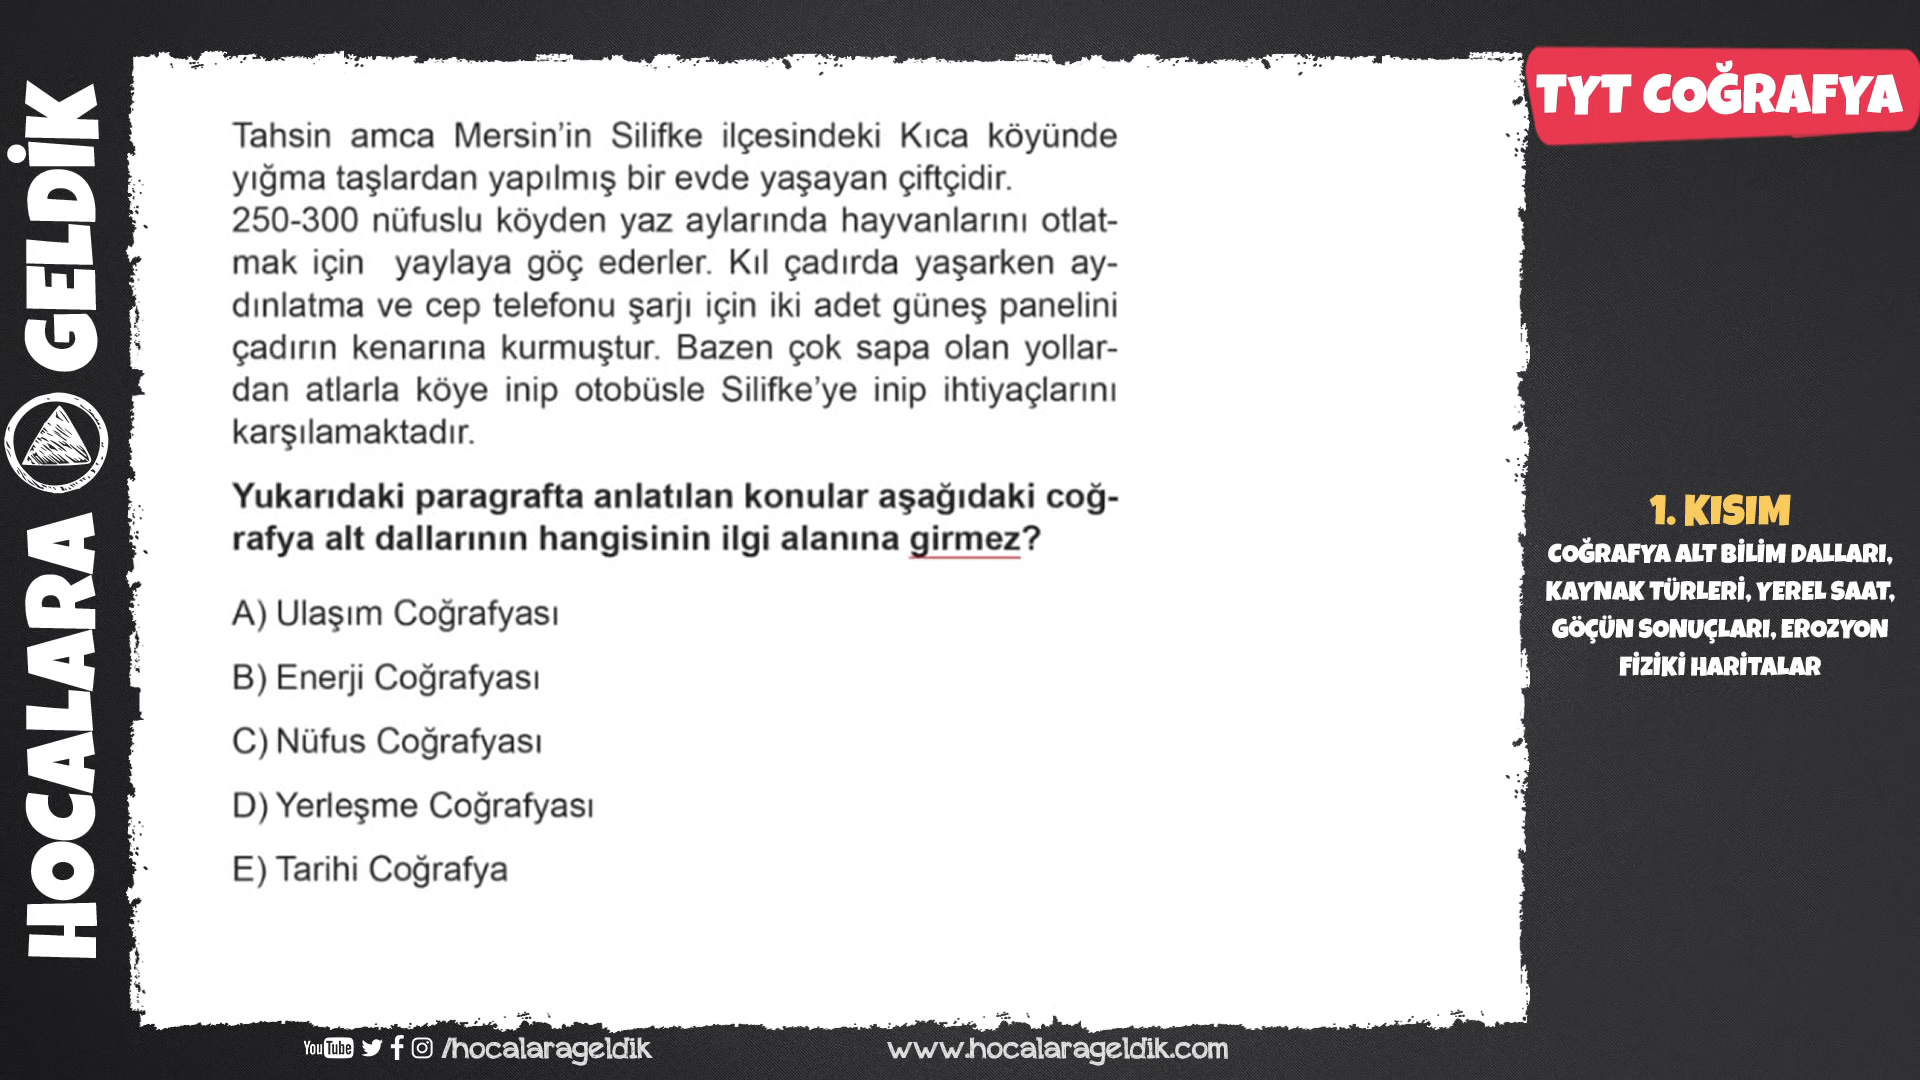 HOCALARA GELDİK
TYT COĞRAFYA
Tahsin amca Mersin’in Silifke ilçesindeki Kıca köyünde
yığma taşlardan yapılmış bir evde yaşayan çiftçidir.
250-300 nüfuslu köyden yaz aylarında hayvanlarını otlat-
mak için yaylaya göç ederler. Kıl çadırda yaşarken ay-
dınlatma ve cep telefonu şarjı için iki adet güneş panelini
çadırın kenarına kurmuştur. Bazen çok sapa olan yollar-
dan atlarla köye inip otobüsle Silifke’ye inip ihtiyaçlarını
karşılamaktadır.
Yukarıdaki paragrafta anlatılan konular aşağıdaki coğ-
rafya alt dallarının hangisinin ilgi alanına girmez?
A) Ulaşım Coğrafyası
B) Enerji Coğrafyası
C) Nüfus Coğrafyası
D) Yerleşme Coğrafyası
E) Tarihi Coğrafya
1. KISIM
COĞRAFYA ALT BİLİM DALLARI,
KAYNAK TÜRLERİ, YEREL SAAT,
GÖÇÜN SONUÇLARI, EROZYON
FİZİKİ HARİTALAR
YouTube /hocalarageldik
www.hocalarageldik.com